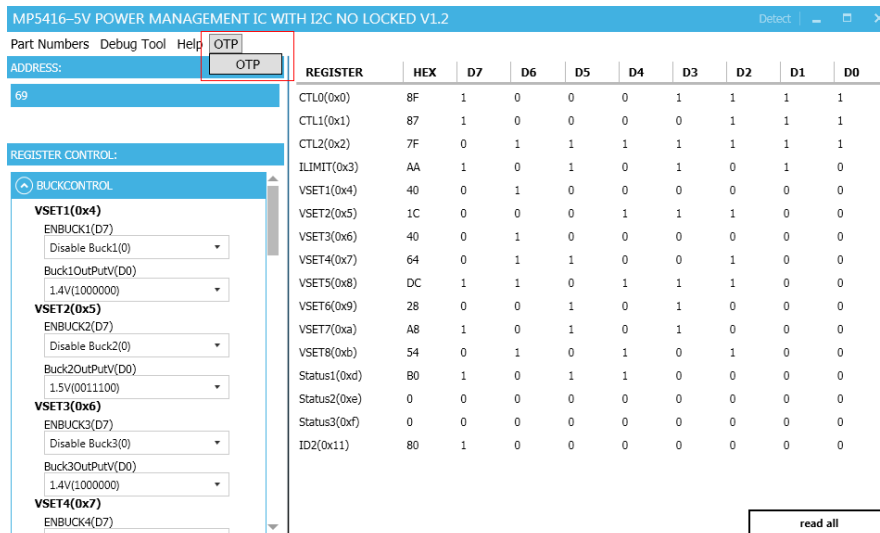 MP5416–5V POWER MANAGEMENT IC WITH I2C NO LOCKED V1.2 Detect
Part Numbers Debug Tool Help OTP
OTP
ADDRESS:
69
REGISTER CONTROL:
BUCKCONTROL
VSET1(0x4)
ENBUCK1(D7)
Disable Buck1(0)
Buck1OutPutV(D0)
1.4V(1000000)
VSET2(0x5)
ENBUCK2(D7)
Disable Buck2(0)
Buck2OutPutV(D0)
1.5V(0011100)
VSET3(0x6)
ENBUCK3(D7)
Disable Buck3(0)
Buck3OutPutV(D0)
1.4V(1000000)
VSET4(0x7)
ENBUCK4(D7)
REGISTER HEX D7 D6 D5 D4 D3 D2 D1 D0
CTL0(0x0) 8F 1 0 0 0 1 1 1 1
CTL1(0x1) 87 1 0 0 0 0 1 1 1
CTL2(0x2) 7F 0 1 1 1 1 1 1 1
ILIMIT(0x3) AA 1 0 1 0 1 0 1 0
VSET1(0x4) 40 0 1 0 0 0 0 0 0
VSET2(0x5) 1C 0 0 0 1 1 1 0 0
VSET3(0x6) 40 0 1 0 0 0 0 0 0
VSET4(0x7) 64 0 1 1 0 0 1 0 0
VSET5(0x8) DC 1 1 0 1 1 1 0 0
VSET6(0x9) 28 0 0 1 0 1 0 0 0
VSET7(0xa) A8 1 0 1 0 1 0 0 0
VSET8(0xb) 54 0 1 0 1 0 1 0 0
Status1(0xd) B0 1 0 1 1 0 0 0 0
Status2(0xe) 0 0 0 0 0 0 0 0 0
Status3(0xf) 0 0 0 0 0 0 0 0 0
ID2(0x11) 80 1 0 0 0 0 0 0 0
read all